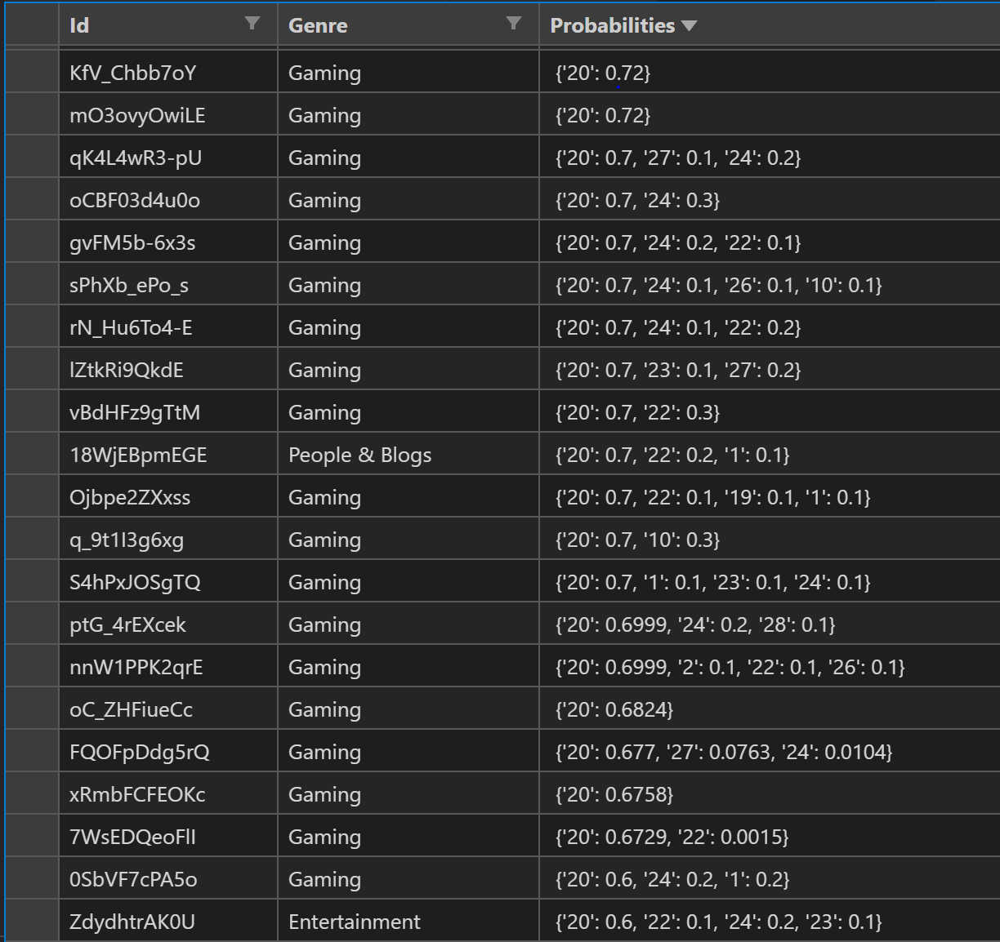 Id Genre Probabilities
KfV_Chbb7oY Gaming {'20': 0.72}
mO3ovyOwiLE Gaming {'20': 0.72}
qK4L4wR3-pU Gaming {'20': 0.7, '27': 0.1, '24': 0.2}
oCBF03d4u0o Gaming {'20': 0.7, '24': 0.3}
gvFM5b-6x3s Gaming {'20': 0.7, '24': 0.2, '22': 0.1}
sPhXb_ePo_s Gaming {'20': 0.7, '24': 0.1, '26': 0.1, '10': 0.1}
rN_Hu6To4-E Gaming {'20': 0.7, '24': 0.1, '22': 0.2}
lZtkRi9QkdE Gaming {'20': 0.7, '23': 0.1, '27': 0.2}
vBdHFz9gTtM Gaming {'20': 0.7, '22': 0.3}
18WjEBpmEGE People & Blogs {'20': 0.7, '22': 0.2, '1': 0.1}
Ojbpe2ZXxss Gaming {'20': 0.7, '22': 0.1, '19': 0.1, '1': 0.1}
q_9t1I3g6xg Gaming {'20': 0.7, '10': 0.3}
S4hPxJOSgTQ Gaming {'20': 0.7, '1': 0.1, '23': 0.1, '24': 0.1}
ptG_4rEXcek Gaming {'20': 0.6999, '24': 0.2, '28': 0.1}
nnW1PPK2qrE Gaming {'20': 0.6999, '2': 0.1, '22': 0.1, '26': 0.1}
oC_ZHFiueCc Gaming {'20': 0.6824}
FQOFpDdg5rQ Gaming {'20': 0.677, '27': 0.0763, '24': 0.0104}
xRmbFCFEOKc Gaming {'20': 0.6758}
7WsEDQeoFlI Gaming {'20': 0.6729, '22': 0.0015}
0SbVF7cPA5o Gaming {'20': 0.6, '24': 0.2, '1': 0.2}
ZdydhtrAK0U Entertainment {'20': 0.6, '22': 0.1, '24': 0.2, '23': 0.1}